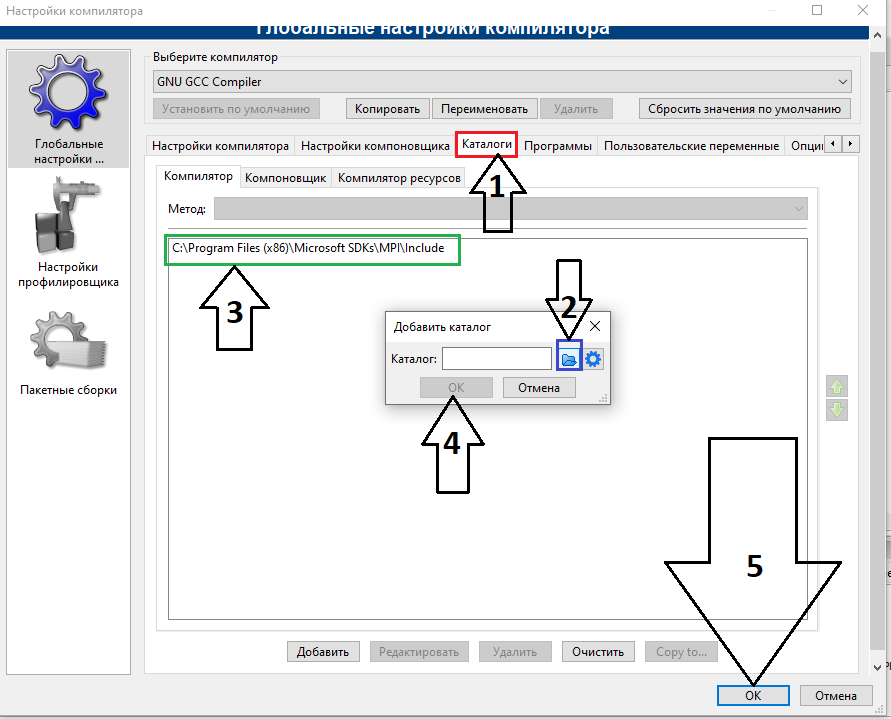 Настройки компилятора
Глобальные настройки компилятора
Выберите компилятор
GNU GCC Compiler
Установить по умолчанию Копировать Переименовать Удалить Сбросить значения по умолчанию
Глобальные
настройки ...
Настройки компилятора Настройки компоновщика Каталоги Программы Пользовательские переменные Опции
Компилятор Компоновщик Компилятор ресурсов
1
Метод:
C:\Program Files (x86)\Microsoft SDKs\MPI\Include
Настройки
профилировщика
3
2
Добавить каталог
Каталог:
OK Отмена
Пакетные сборки
4
5
Добавить Редактировать Удалить Очистить Copy to...
OK Отмена